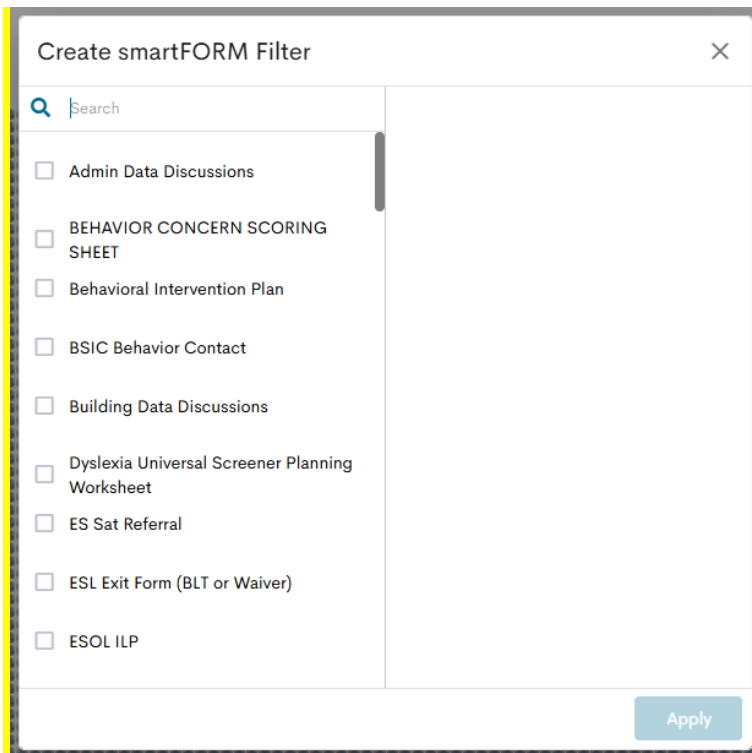 Create smartFORM Filter
Search
Admin Data Discussions
BEHAVIOR CONCERN SCORING
SHEET
Behavioral Intervention Plan
BSIC Behavior Contact
Building Data Discussions
Dyslexia Universal Screener Planning
Worksheet
ES Sat Referral
ESL Exit Form (BLT or Waiver)
ESOL ILP
Apply